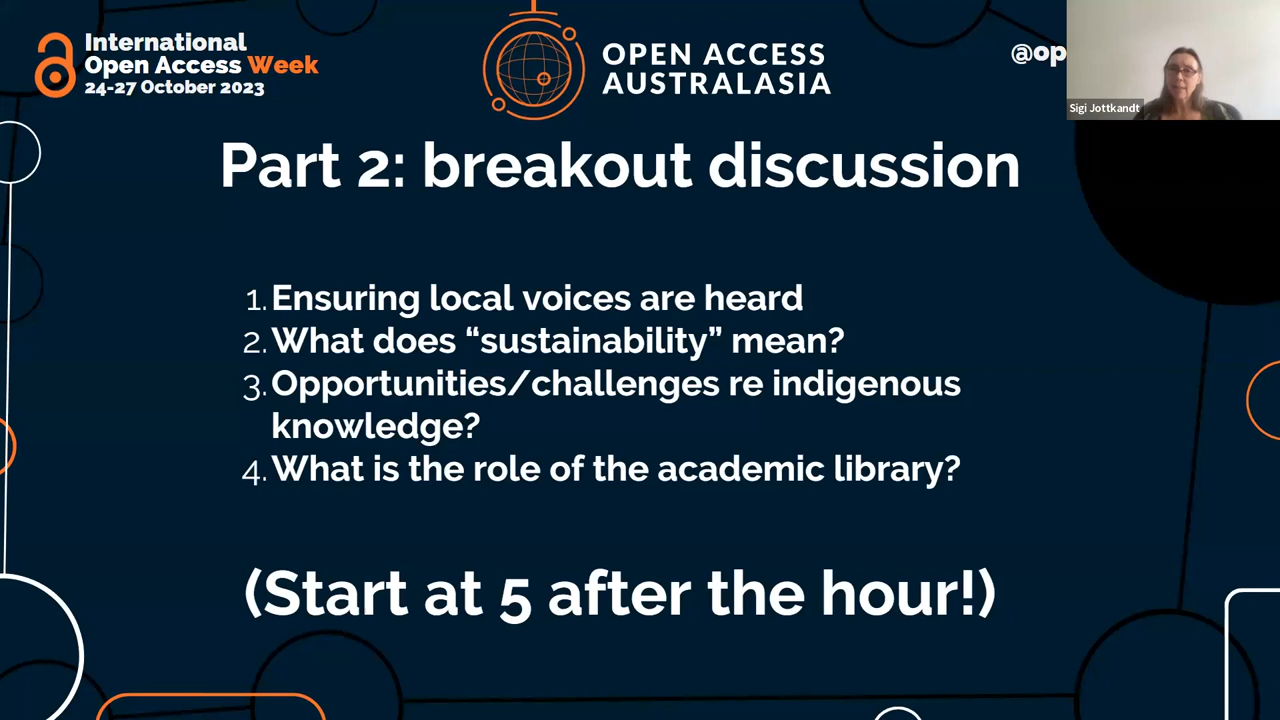 International
Open Access Week
24-27 October 2023
OPEN ACCESS
AUSTRALASIA
@op
Sigi Jottkandt
Part 2: breakout discussion
1. Ensuring local voices are heard
2. What does “sustainability” mean?
3. Opportunities/challenges re indigenous
knowledge?
4. What is the role of the academic library?
(Start at 5 after the hour!)